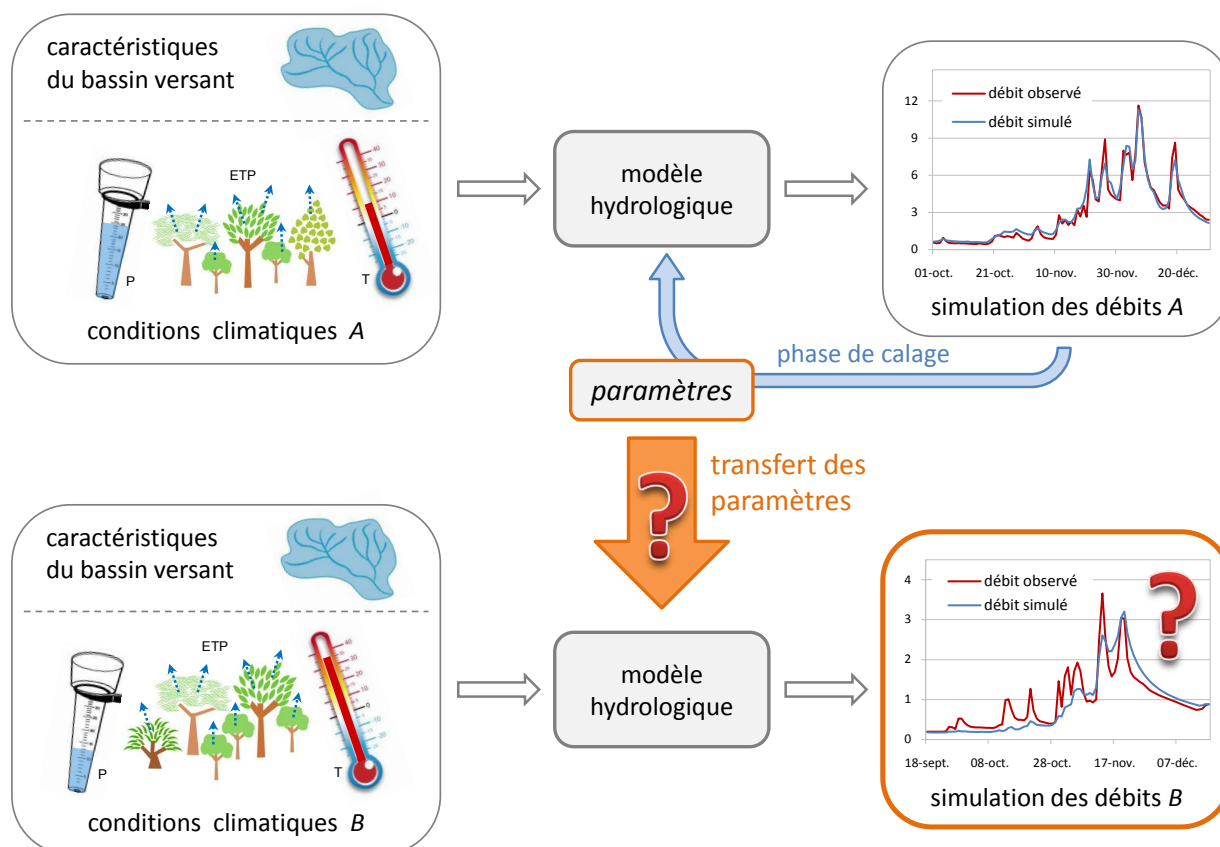 caractéristiques
du bassin versant
ETP
P
T
conditions climatiques A
modèle
hydrologique
débit observé
débit simulé
12
9
6
3
0
01-oct.
21-oct.
10-nov.
30-nov.
20-déc.
simulation des débits A
phase de calage
paramètres
transfert des
paramètres
?
caractéristiques
du bassin versant
ETP
P
T
conditions climatiques B
modèle
hydrologique
débit observé
débit simulé
?
4
3
2
1
0
18-sept.
08-oct.
28-oct.
17-nov.
07-déc.
simulation des débits B